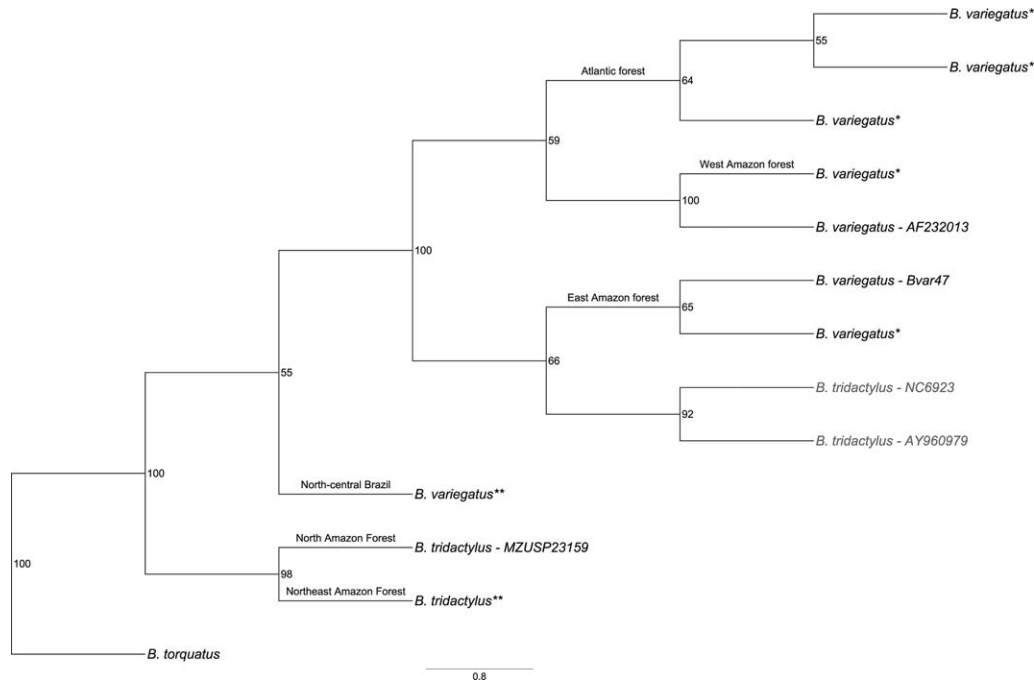 B. variegatus*
55
B. variegatus*
Atlantic forest
64
B. variegatus*
59
West Amazon forest
B. variegatus*
100
B. variegatus - AF232013
100
B. variegatus - Bvar47
East Amazon forest
65
B. variegatus*
66
B. tridactylus - NC6923
92
B. tridactylus - AY960979
55
100
North-central Brazil
B. variegatus**
North Amazon Forest
B. tridactylus - MZUSP23159
98
Northeast Amazon Forest
B. tridactylus**
100
B. torquatus
0.8